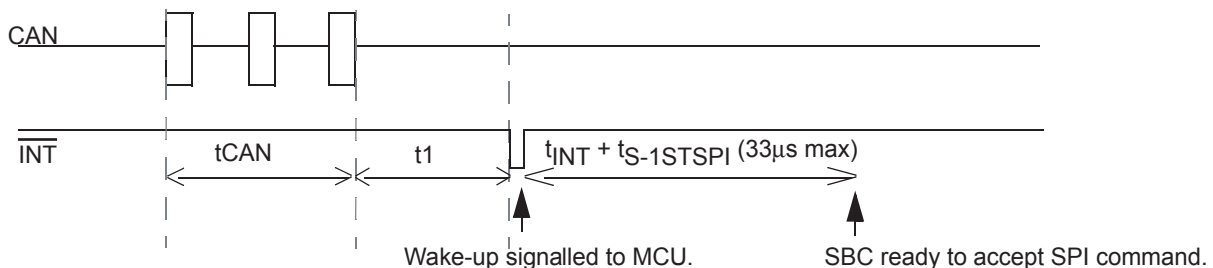 CAN
INT
tCAN
t1
tINT + tS-1STSPI (33μs max)
Wake-up signalled to MCU.
SBC ready to accept SPI command.